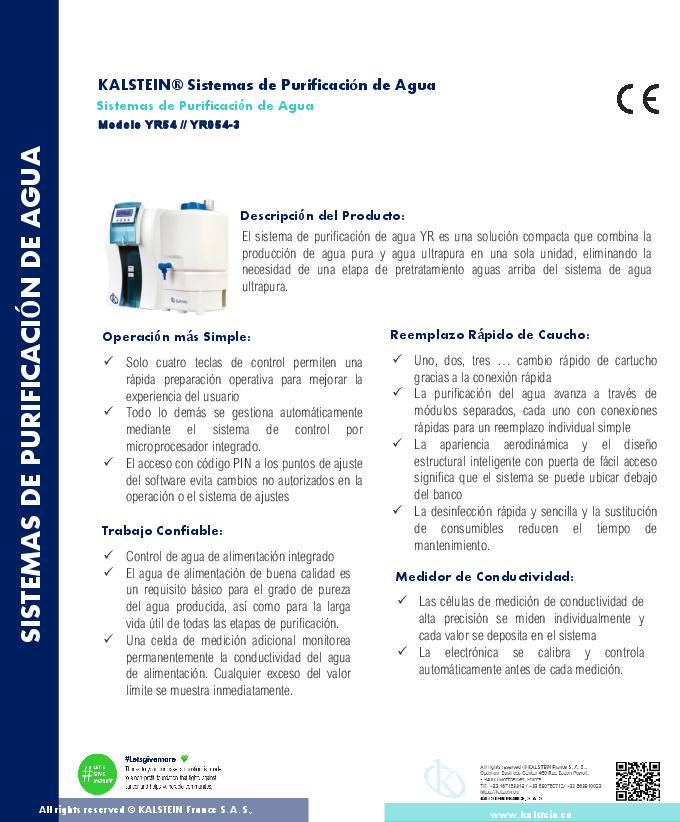 SISTEMAS DE PURIFICACIÓN DE AGUA
KALSTEIN® Sistemas de Purificación de Agua
Sistemas de Purificación de Agua
Modelo YR54 // YR054-3
CE
Descripción del Producto:
El sistema de purificación de agua YR es una solución compacta que combina la
producción de agua pura y agua ultrapura en una sola unidad, eliminando la
necesidad de una etapa de pretratamiento aguas arriba del sistema de agua
ultrapura.
Operación más Simple:
✓ Solo cuatro teclas de control permiten una
rápida preparación operativa para mejorar la
experiencia del usuario
✓ Todo lo demás se gestiona automáticamente
mediante el sistema de control por
microprocesador integrado.
✓ El acceso con código PIN a los puntos de ajuste
del software evita cambios no autorizados en la
operación o el sistema de ajustes
Trabajo Confiable:
✓ Control de agua de alimentación integrado
✓ El agua de alimentación de buena calidad es
un requisito básico para el grado de pureza
del agua producida, así como para la larga
vida útil de todas las etapas de purificación.
✓ Una celda de medición adicional monitorea
permanentemente la conductividad del agua
de alimentación. Cualquier exceso del valor
límite se muestra inmediatamente.
Reemplazo Rápido de Caucho:
✓ Uno, dos, tres … cambio rápido de cartucho
gracias a la conexión rápida
✓ La purificación del agua avanza a través de
módulos separados, cada uno con conexiones
rápidas para un reemplazo individual simple
✓ La apariencia aerodinámica y el diseño
estructural inteligente con puerta de fácil acceso
significa que el sistema se puede ubicar debajo
del banco
✓ La desinfección rápida y sencilla y la sustitución
de consumibles reducen el tiempo de
mantenimiento.
Medidor de Conductividad:
✓ Las células de medición de conductividad de
alta precisión se miden individualmente y
cada valor se deposita en el sistema
✓ La electrónica se calibra y controla
automáticamente antes de cada medición.
# LET'S
GIVE
MORE
#Letsgivemore
All rights reserved © KALSTEIN France S. A. S.,
KALSTEIN FRANCE, S. A. S
All rights reserved © KALSTEIN France S. A. S.,
www.kalstein.eu